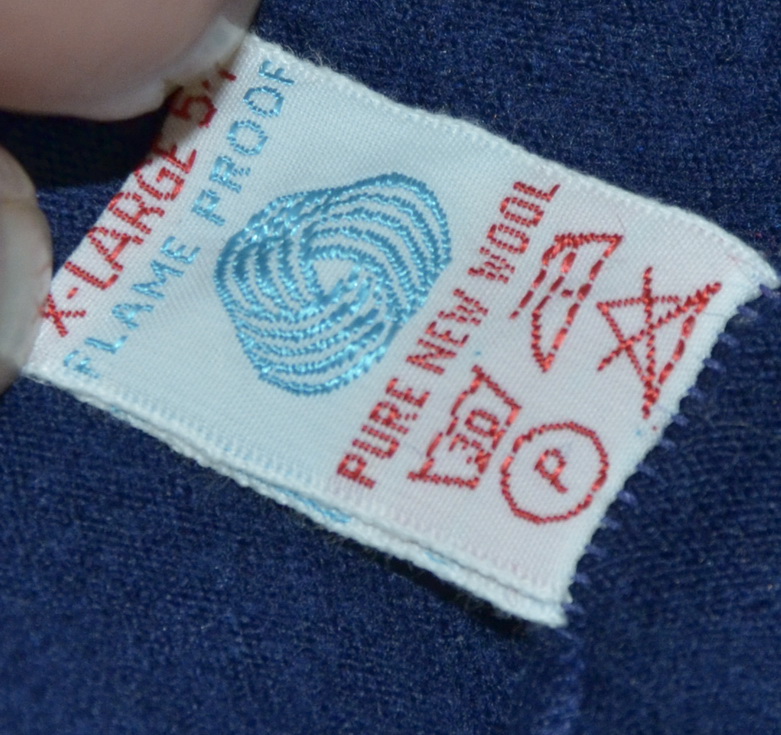 X-LARGE
FLAME PROOF
PURE NEW WOOL
30
P